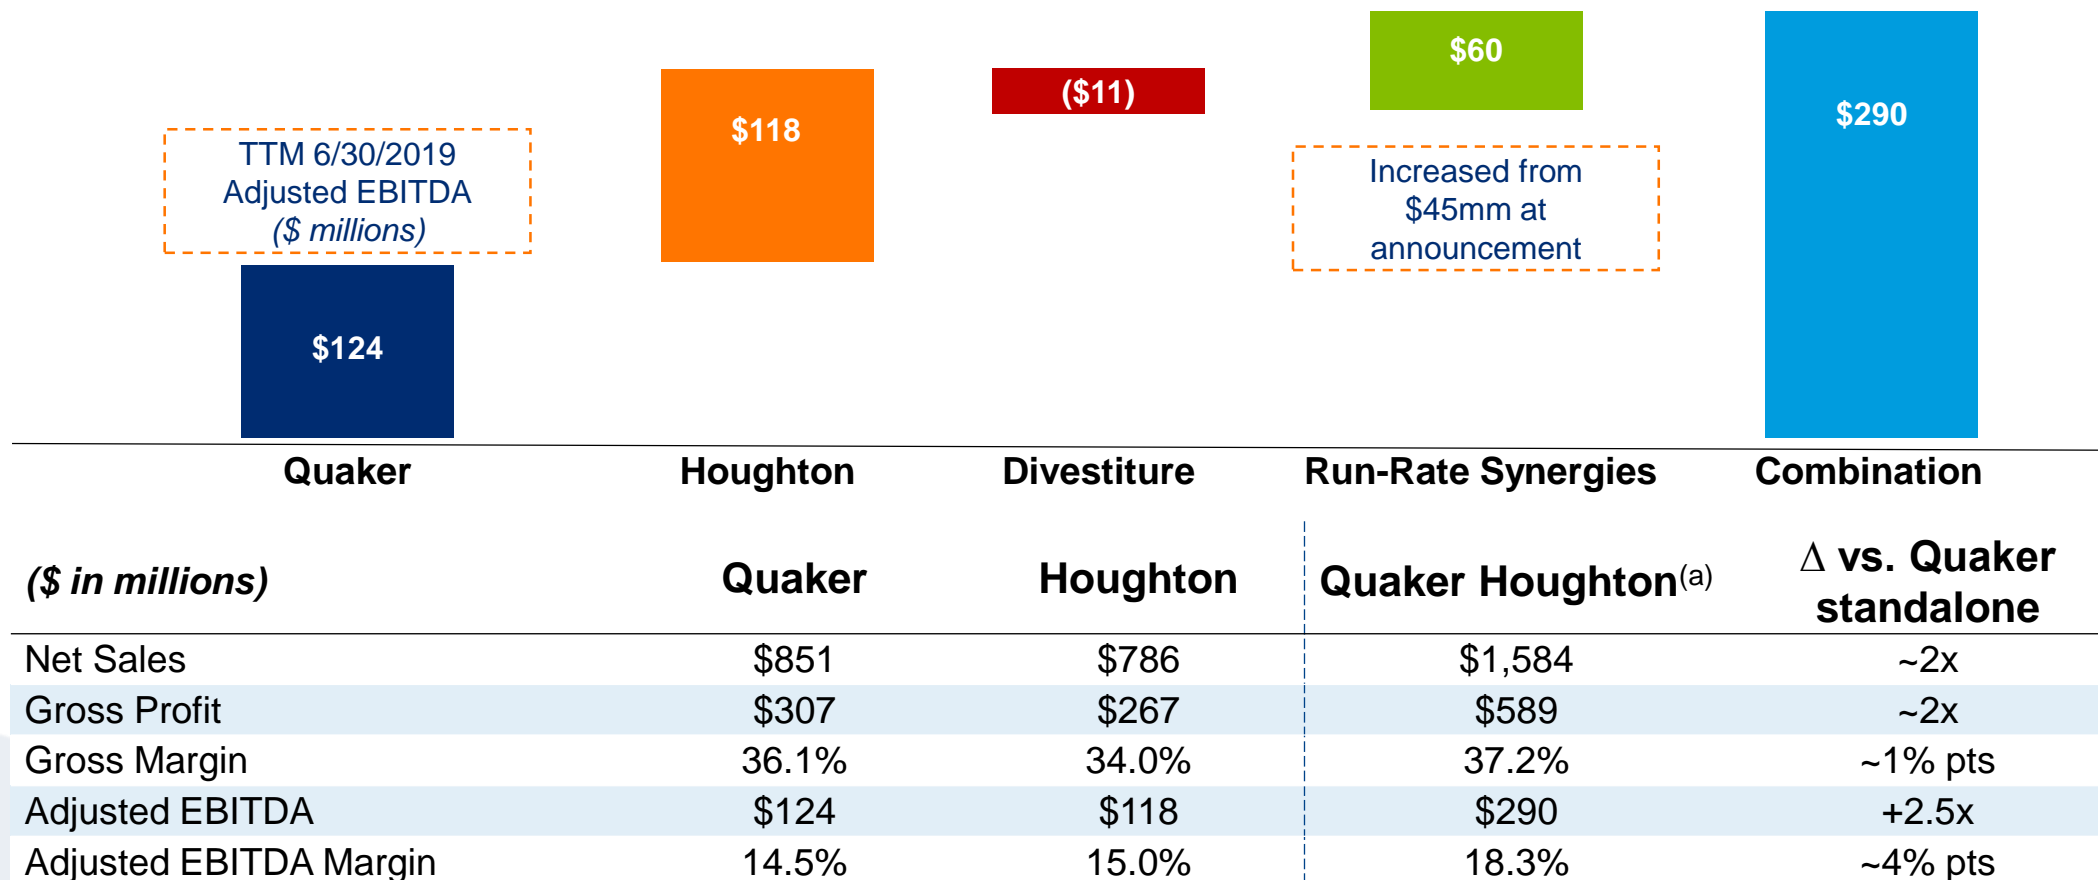 $60
$118
($11)
$290
TTM 6/30/2019
Adjusted EBITDA
($ millions)
Increased from
$45mm at
announcement
$124
Quaker Houghton Divestiture Run-Rate Synergies Combination
($ in millions) Quaker Houghton Quaker Houghton(a) Δ vs. Quaker
standalone
Net Sales $851 $786 $1,584 ~2x
Gross Profit $307 $267 $589 ~2x
Gross Margin 36.1% 34.0% 37.2% ~1% pts
Adjusted EBITDA $124 $118 $290 +2.5x
Adjusted EBITDA Margin 14.5% 15.0% 18.3% ~4% pts